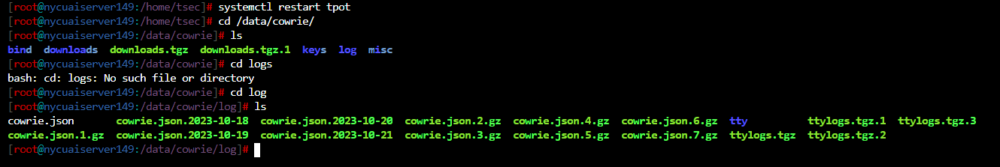 [root@nycuaiserver149:/home/tsec]# systemctl restart tpot
[root@nycuaiserver149:/home/tsec]# cd /data/cowrie/
[root@nycuaiserver149:/data/cowrie]# ls
bind  downloads  downloads.tgz  downloads.tgz.1  keys  log  misc
[root@nycuaiserver149:/data/cowrie]# cd logs
bash: cd: logs: No such file or directory
[root@nycuaiserver149:/data/cowrie]# cd log
[root@nycuaiserver149:/data/cowrie/log]# ls
cowrie.json       cowrie.json.2023-10-18  cowrie.json.2023-10-20  cowrie.json.2.gz  cowrie.json.4.gz  cowrie.json.6.gz  tty          ttylogs.tgz.1  ttylogs.tgz.3
cowrie.json.1.gz  cowrie.json.2023-10-19  cowrie.json.2023-10-21  cowrie.json.3.gz  cowrie.json.5.gz  cowrie.json.7.gz  ttylogs.tgz  ttylogs.tgz.2
[root@nycuaiserver149:/data/cowrie/log]#